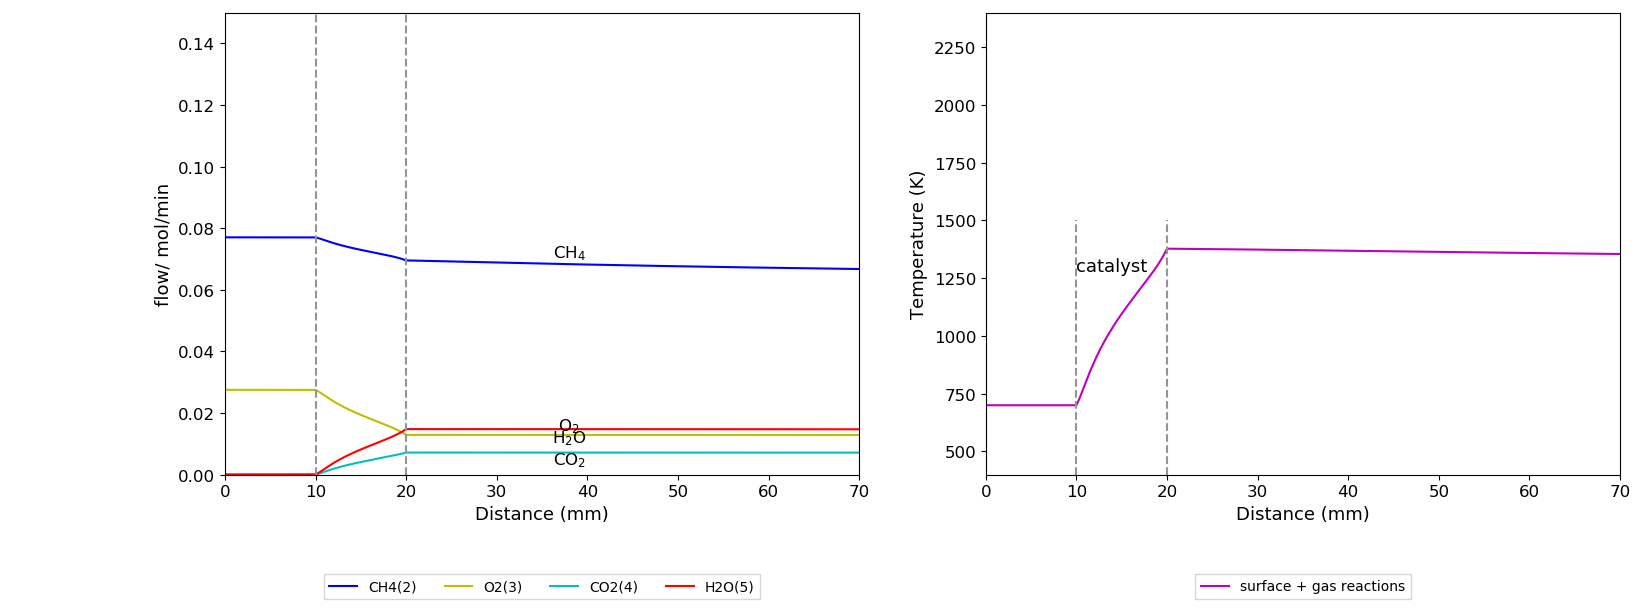 0.14
0.12
0.10
0.08
0.06
0.04
0.02
0.00
flow/ mol/min
CH₄
O₂
H₂O
CO₂
0 10 20 30 40 50 60 70
Distance (mm)
CH4(2) O2(3) CO2(4) H2O(5)
2250
2000
1750
1500
1250
1000
750
500
Temperature (K)
catalyst
0 10 20 30 40 50 60 70
Distance (mm)
surface + gas reactions